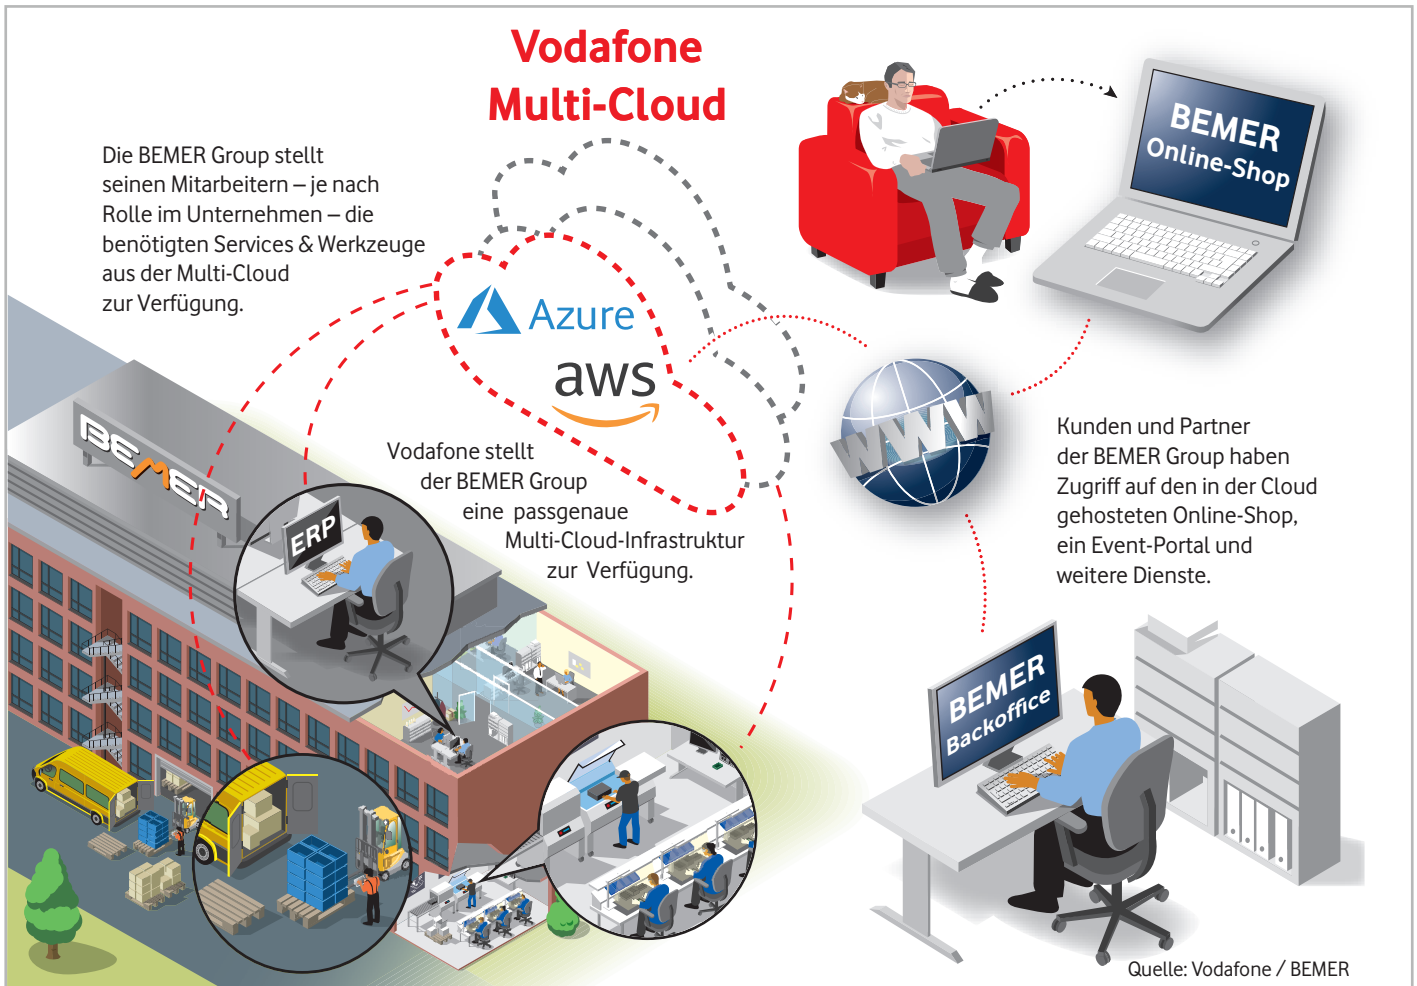 Vodafone
Multi-Cloud
Die BEMER Group stellt
seinen Mitarbeitern – je nach
Rolle im Unternehmen – die
benötigten Services & Werkzeuge
aus der Multi-Cloud
zur Verfügung.
BEMER
Online-Shop
Azure
aws
WWW
Vodafone stellt
der BEMER Group
eine passgenaue
Multi-Cloud-Infrastruktur
zur Verfügung.
Kunden und Partner
der BEMER Group haben
Zugriff auf den in der Cloud
gehosteten Online-Shop,
ein Event-Portal und
weitere Dienste.
BEMER
ERP
BEMER
Backoffice
Quelle: Vodafone / BEMER